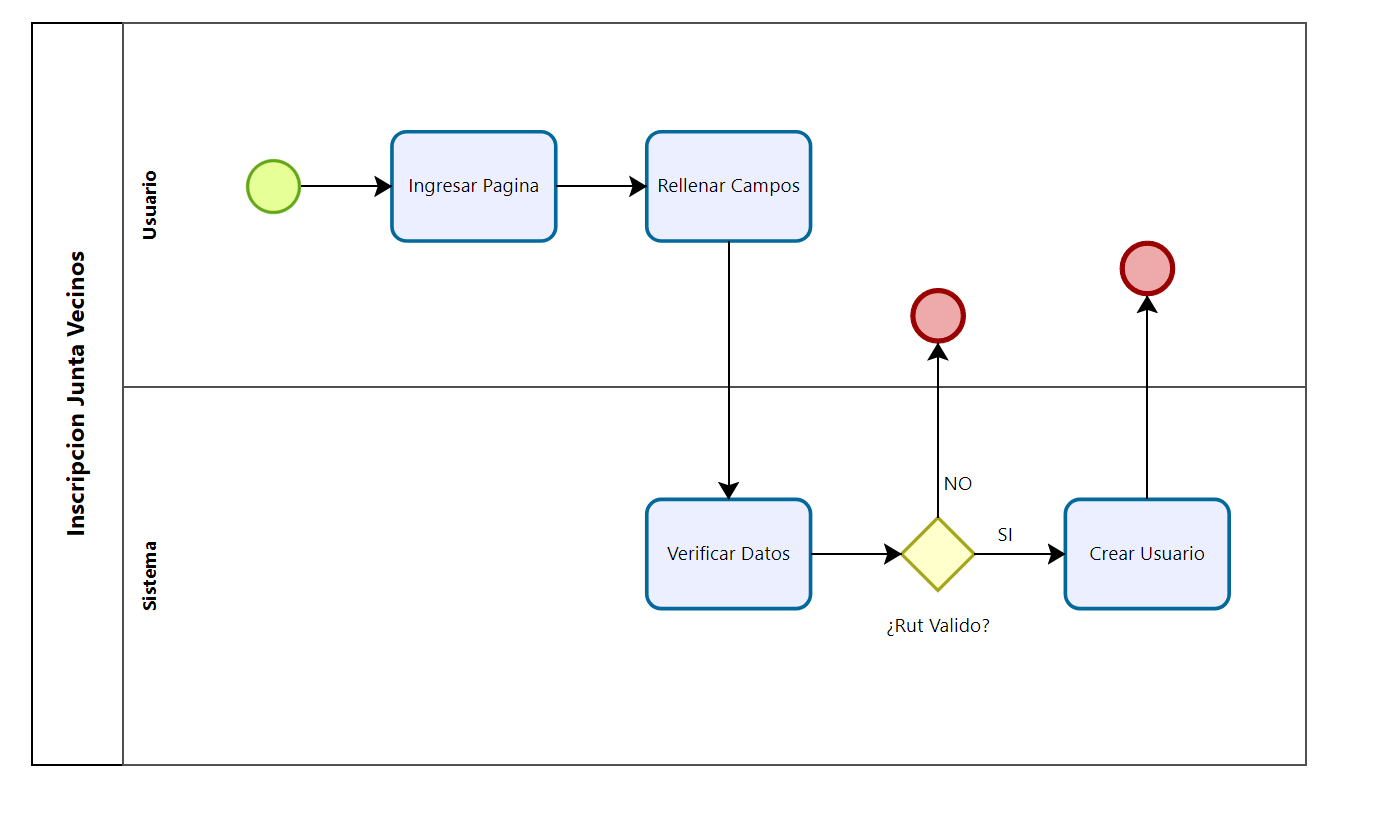 Inscripcion Junta Vecinos
Usuario
Ingresar Pagina
Rellenar Campos
Sistema
Verificar Datos
NO
SI
¿Rut Valido?
Crear Usuario